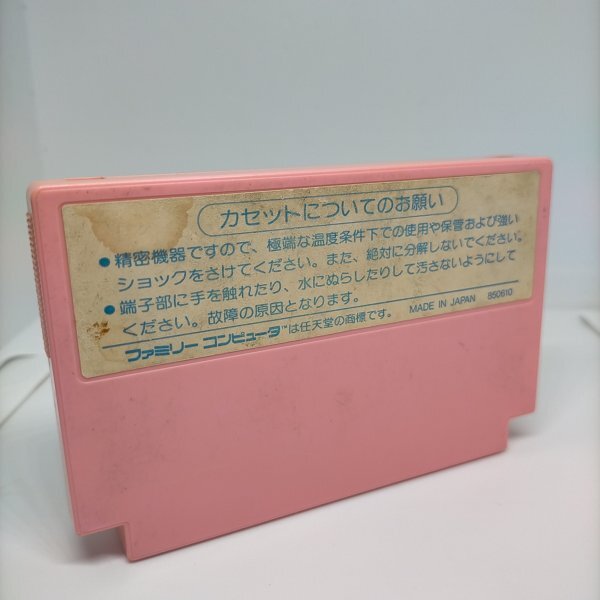 カセットについてのお願い
●精密機器ですので、極端な温度条件下での使用や保管および強い
ショックをさけてください。また、絶対に分解しないでください。
●端子部に手を触れたり、水にぬらしたりして汚さないようにして
ください。故障の原因となります。
ファミリー コンピュータ™は任天堂の商標です。 MADE IN JAPAN 850610